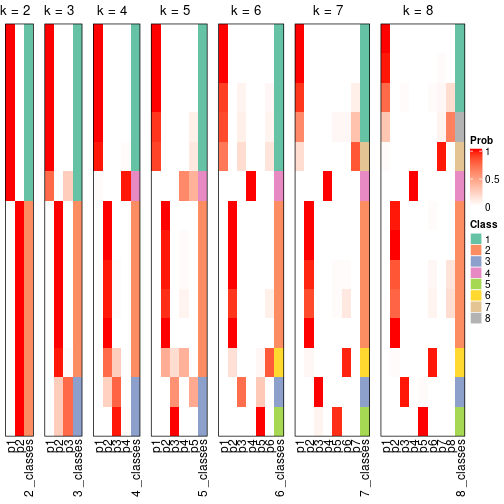 k = 2
k = 3
k = 4
k = 5
k = 6
k = 7
k = 8
Prob
1
0.5
0
Class
1
2
3
4
5
6
7
8
p1
p2
2_classes
p1
p2
p3
3_classes
p1
p2
p3
p4
4_classes
p1
p2
p3
p4
p5
5_classes
p1
p2
p3
p4
p5
p6
6_classes
p1
p2
p3
p4
p5
p6
p7
7_classes
p1
p2
p3
p4
p5
p6
p7
p8
8_classes